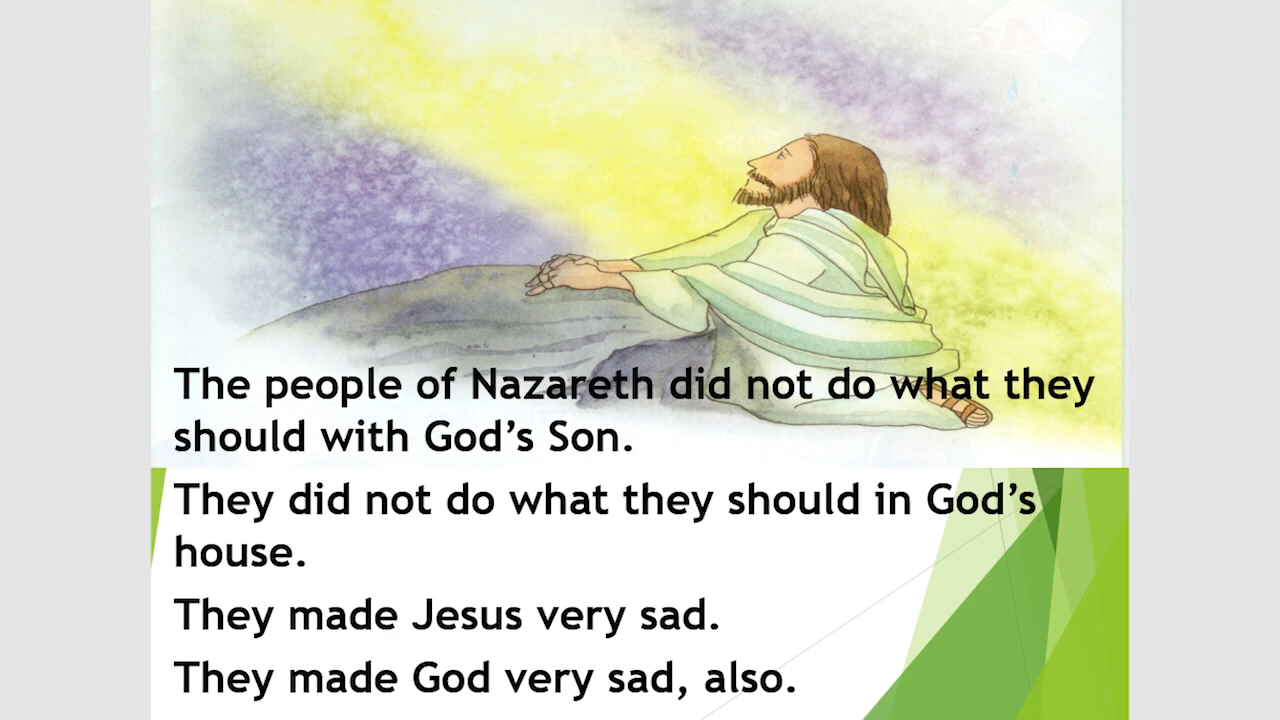 The people of Nazareth did not do what they
should with God’s Son.
They did not do what they should in God’s
house.
They made Jesus very sad.
They made God very sad, also.